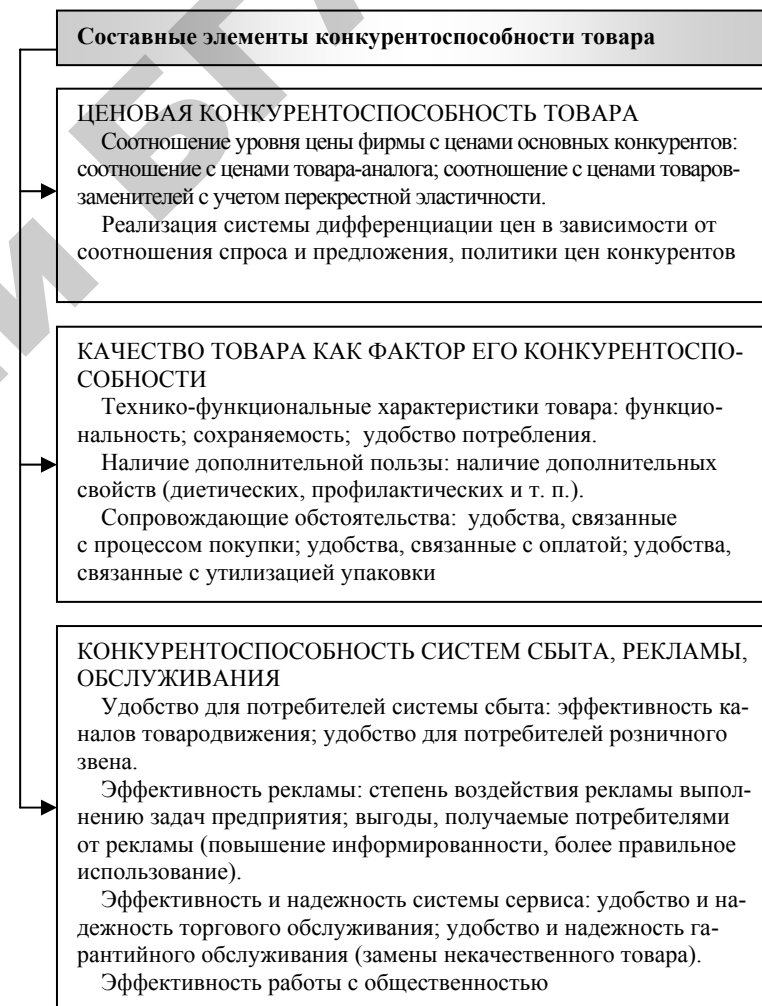 Составные элементы конкурентоспособности товара
ЦЕНОВАЯ КОНКУРЕНТОСПОСОБНОСТЬ ТОВАРА
Соотношение уровня цены фирмы с ценами основных конкурентов:
соотношение с ценами товара-аналога; соотношение с ценами товаров-
заменителей с учетом перекрестной эластичности.
Реализация системы дифференциации цен в зависимости от
соотношения спроса и предложения, политики цен конкурентов
КАЧЕСТВО ТОВАРА КАК ФАКТОР ЕГО КОНКУРЕНТОСПО-
СОБНОСТИ
Технико-функциональные характеристики товара: функцио-
нальность; сохраняемость; удобство потребления.
Наличие дополнительной пользы: наличие дополнительных
свойств (диетических, профилактических и т. п.).
Сопровождающие обстоятельства: удобства, связанные
с процессом покупки; удобства, связанные с оплатой; удобства,
связанные с утилизацией упаковки
КОНКУРЕНТОСПОСОБНОСТЬ СИСТЕМ СБЫТА, РЕКЛАМЫ,
ОБСЛУЖИВАНИЯ
Удобство для потребителей системы сбыта: эффективность ка-
налов товародвижения; удобство для потребителей розничного
звена.
Эффективность рекламы: степень воздействия рекламы выпол-
нению задач предприятия; выгоды, получаемые потребителями
от рекламы (повышение информированности, более правильное
использование).
Эффективность и надежность системы сервиса: удобство и на-
дежность торгового обслуживания; удобство и надежность га-
рантийного обслуживания (замены некачественного товара).
Эффективность работы с общественностью